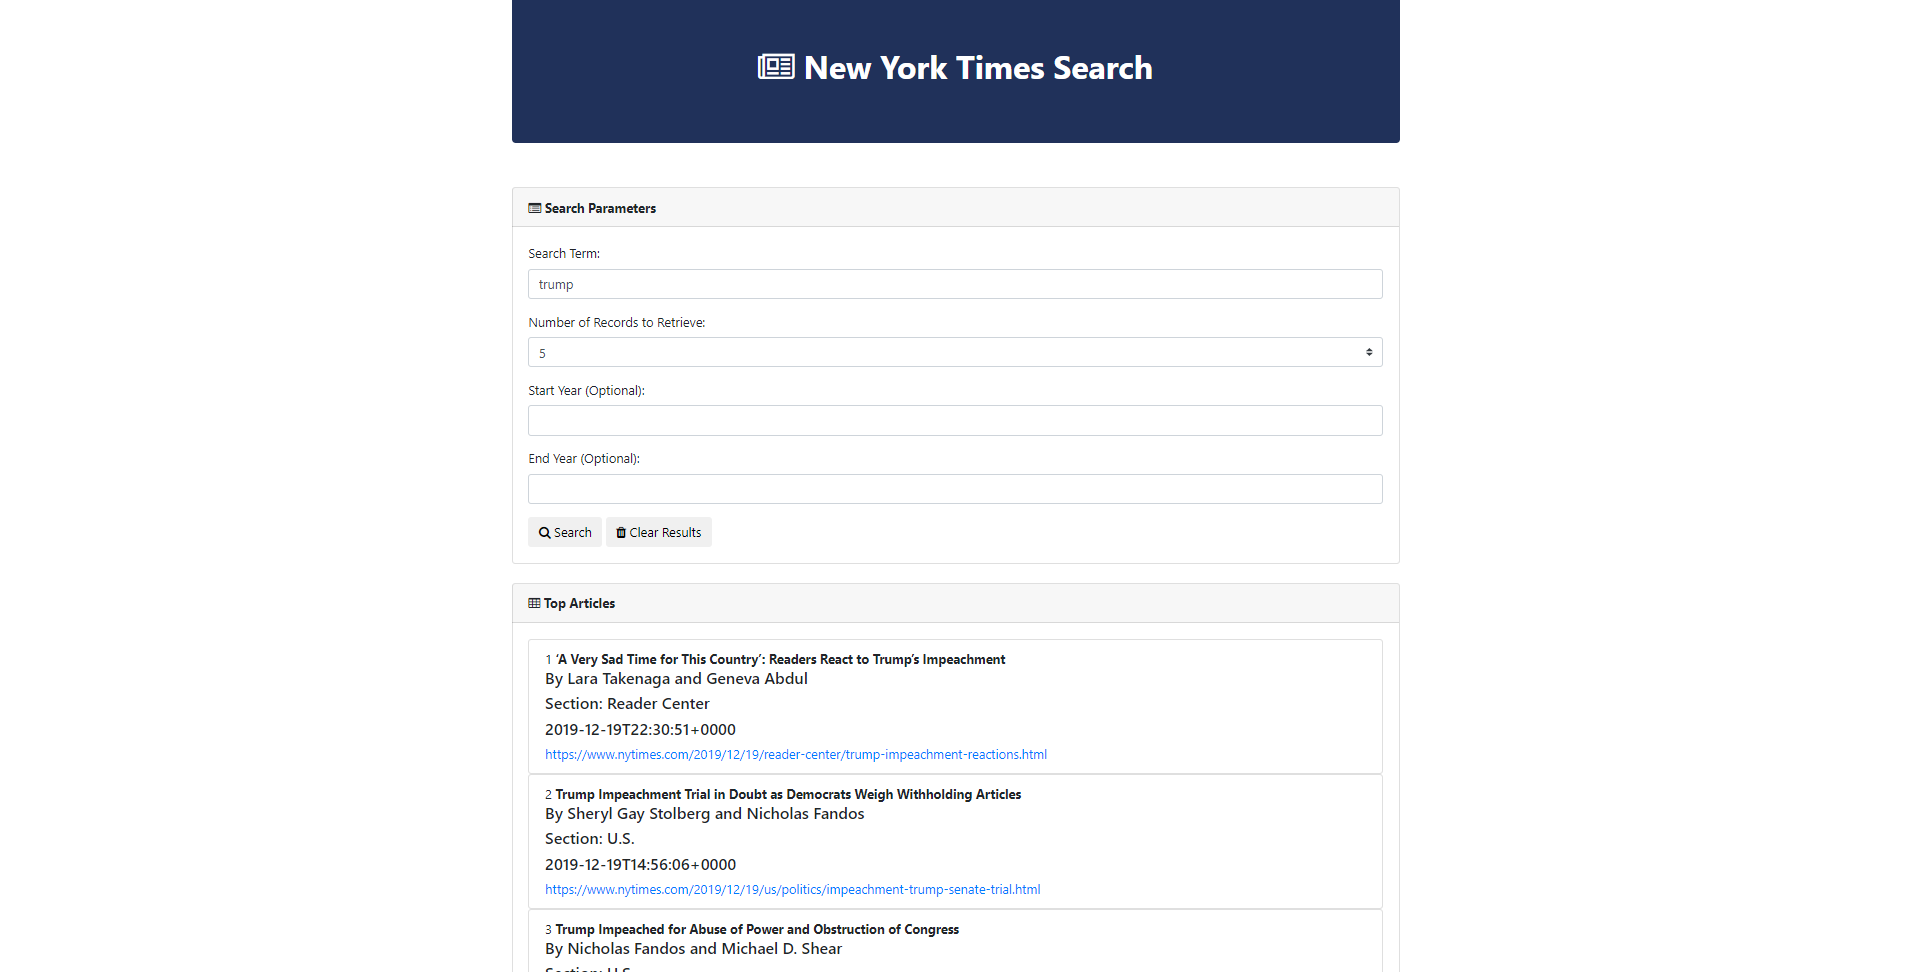 New York Times Search
Search Parameters
Search Term:
trump
Number of Records to Retrieve:
5
Start Year (Optional):
End Year (Optional):
Search Clear Results
Top Articles
1 ‘A Very Sad Time for This Country’: Readers React to Trump’s Impeachment
By Lara Takenaga and Geneva Abdul
Section: Reader Center
2019-12-19T22:30:51+0000
https://www.nytimes.com/2019/12/19/reader-center/trump-impeachment-reactions.html
2 Trump Impeachment Trial in Doubt as Democrats Weigh Withholding Articles
By Sheryl Gay Stolberg and Nicholas Fandos
Section: U.S.
2019-12-19T14:56:06+0000
https://www.nytimes.com/2019/12/19/us/politics/impeachment-trump-senate-trial.html
3 Trump Impeached for Abuse of Power and Obstruction of Congress
By Nicholas Fandos and Michael D. Shear
Section: U.S.